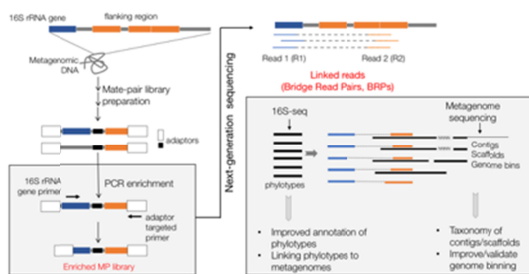 16S rRNA gene
flanking region
Metagenomic
DNA
Mate-pair library
preparation
adaptors
PCR enrichment
16S rRNA
gene primer
adaptor
targeted
primer
Enriched MP library
Next-generation sequencing
Read 1 (R1)
Read 2 (R2)
Linked reads
(Bridge Read Pairs, BRPs)
16S-seq
phylotypes
Metagenome
sequencing
Contigs
Scaffolds
Genome bins
• Improved annotation of
phylotypes
• Linking phylotypes to
metagenomes
• Taxonomy of
contigs/scaffolds
• Improve/validate
genome binning